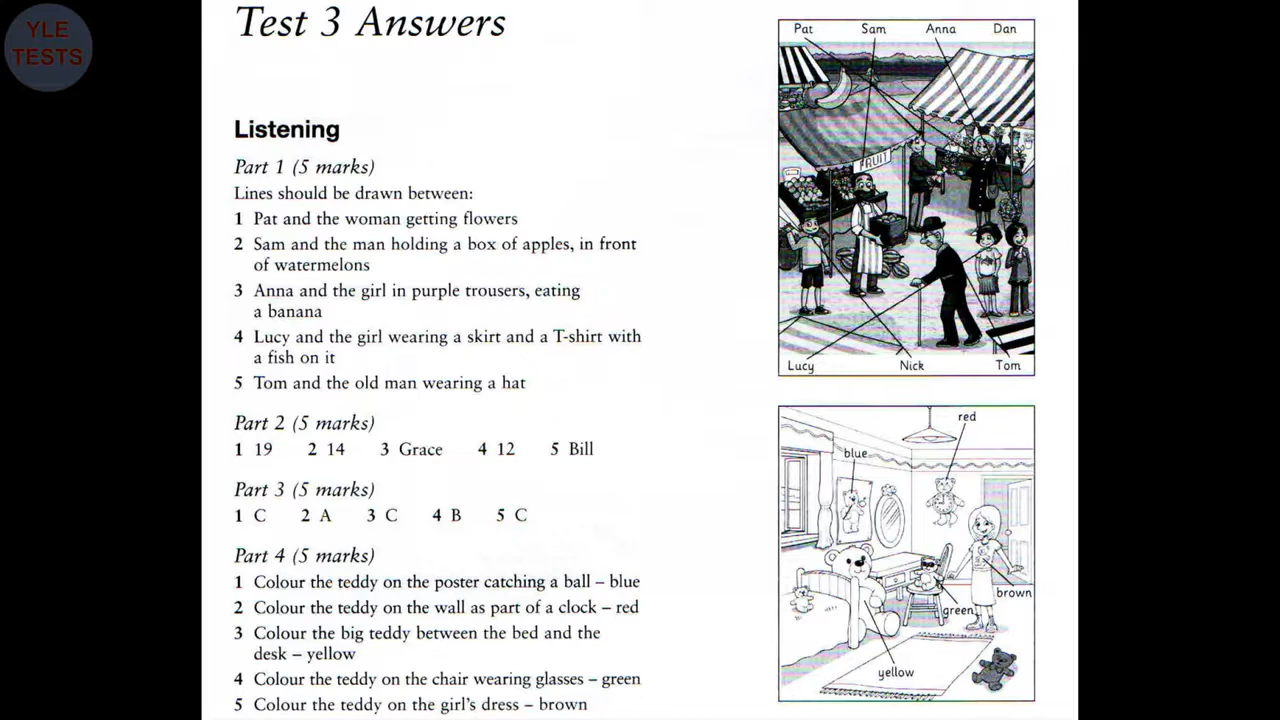 YLE
TESTS
Test 3 Answers
Listening
Part 1 (5 marks)
Lines should be drawn between:
1 Pat and the woman getting flowers
2 Sam and the man holding a box of apples, in front
of watermelons
3 Anna and the girl in purple trousers, eating
a banana
4 Lucy and the girl wearing a skirt and a T-shirt with
a fish on it
5 Tom and the old man wearing a hat
Part 2 (5 marks)
1 19 2 14 3 Grace 4 12 5 Bill
Part 3 (5 marks)
1 C 2 A 3 C 4 B 5 C
Part 4 (5 marks)
1 Colour the teddy on the poster catching a ball – blue
2 Colour the teddy on the wall as part of a clock – red
3 Colour the big teddy between the bed and the
desk – yellow
4 Colour the teddy on the chair wearing glasses – green
5 Colour the teddy on the girl's dress – brown
Pat Sam Anna Dan
FRUIT
Lucy Nick Tom
red
blue
brown
green
yellow